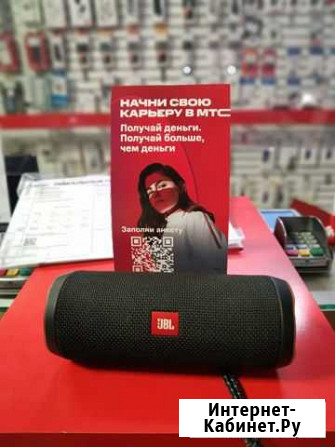 НАЧНИ СВОЮ
КАРЬЕРУ В МТС
Получай деньги.
Получай больше,
чем деньги
Заполни анкету
JBL
Интернет-
Кабинет.Ру